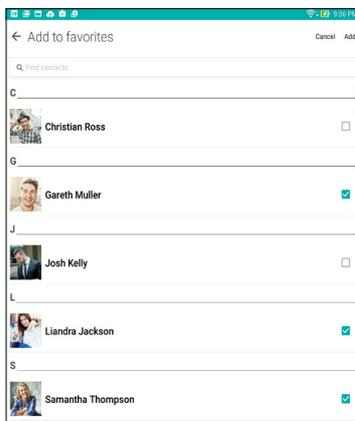 9:36 PM
Add to favorites
Cancel Add
Find contacts
C
Christian Ross
G
Gareth Muller
J
Josh Kelly
L
Liandra Jackson
S
Samantha Thompson